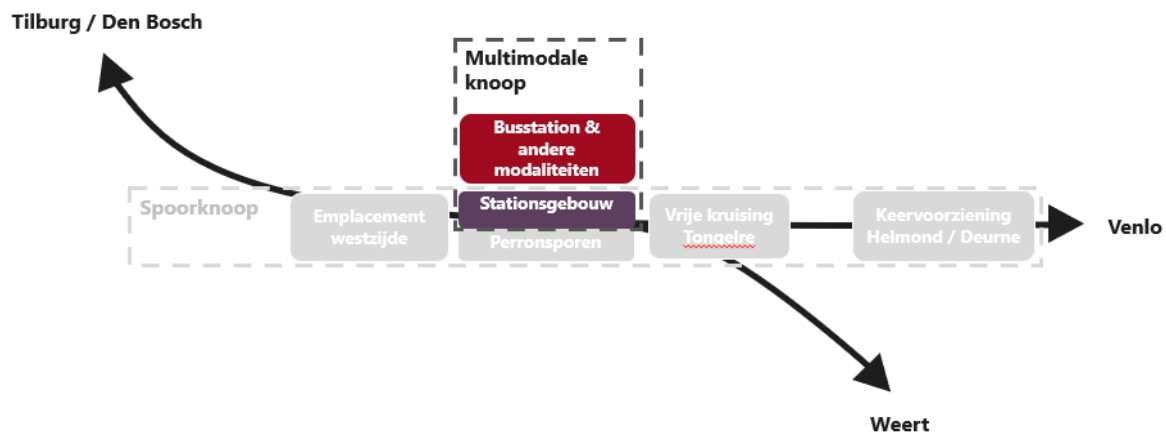 Tilburg / Den Bosch
Multimodale
knoop
Busstation &
andere
modaliteiten
Spoorknoop
Emplacement
westzijde
Stationsgebouw
Perronsporen
Vrije kruising
Tongelre
Keervoorziening
Helmond / Deurne
Venlo
Weert